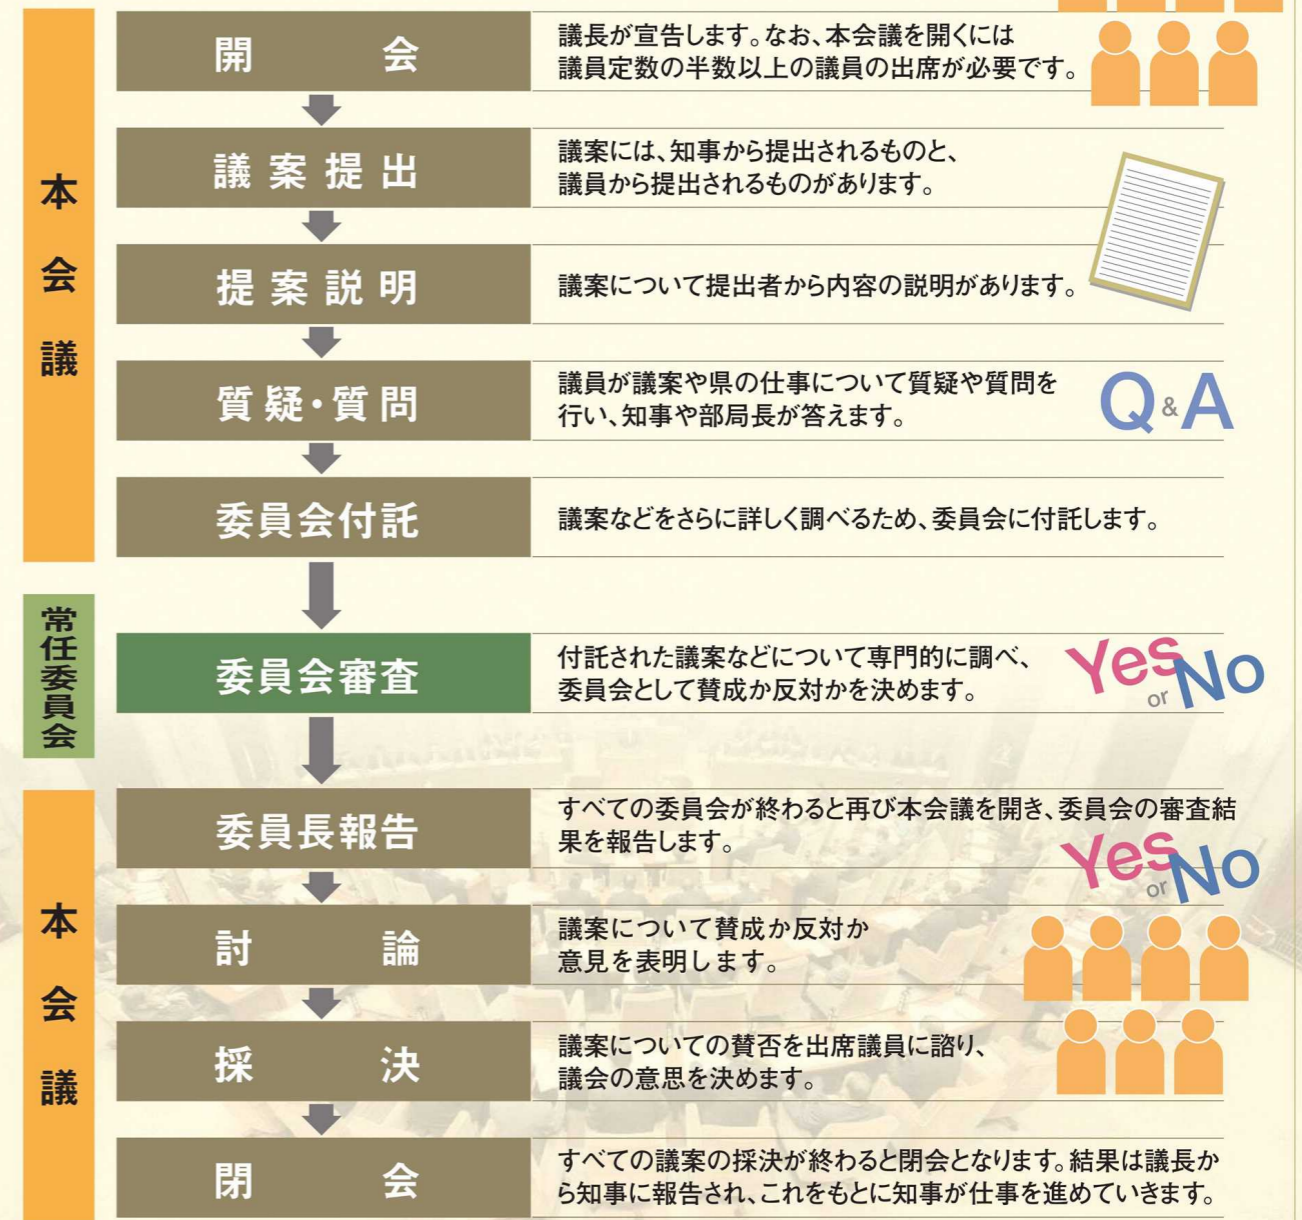 本会議
開会
議長が宣告します。なお、本会議を開くには
議員定数の半数以上の議員の出席が必要です。
議案提出
議案には、知事から提出されるものと、
議員から提出されるものがあります。
提案説明
議案について提出者から内容の説明があります。
質疑・質問
議員が議案や県の仕事について質疑や質問を
行い、知事や部局長が答えます。
Q&A
委員会付託
議案などをさらに詳しく調べるため、委員会に付託します。
常任委員会
委員会審査
付託された議案などについて専門的に調べ、
委員会として賛成か反対かを決めます。
Yes or No
本会議
委員長報告
すべての委員会が終わると再び本会議を開き、委員会の審査結
果を報告します。
Yes or No
討論
議案について賛成か反対か
意見を表明します。
採決
議案についての賛否を出席議員に諮り、
議会の意思を決めます。
閉会
すべての議案の採決が終わると閉会となります。結果は議長か
ら知事に報告され、これをもとに知事が仕事を進めていきます。